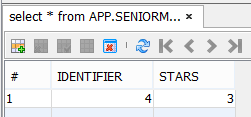 select * from APP.SENIORM... ×
# IDENTIFIER STARS
1 4 3